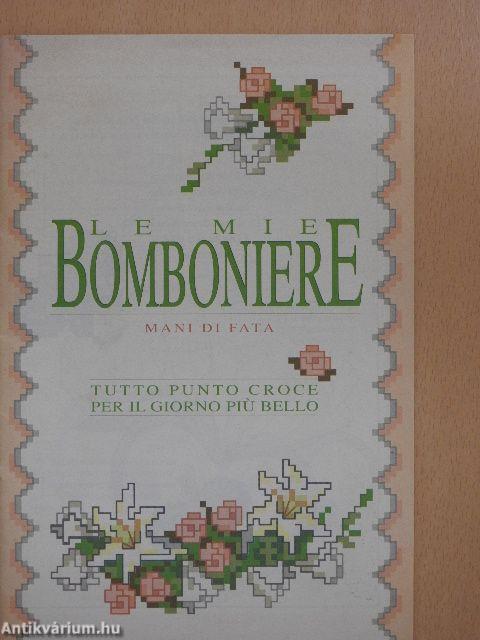 LE MIE
BOMBONIERE
MANI DI FATA
TUTTO PUNTO CROCE
PER IL GIORNO PIÙ BELLO
Antikvárium.hu